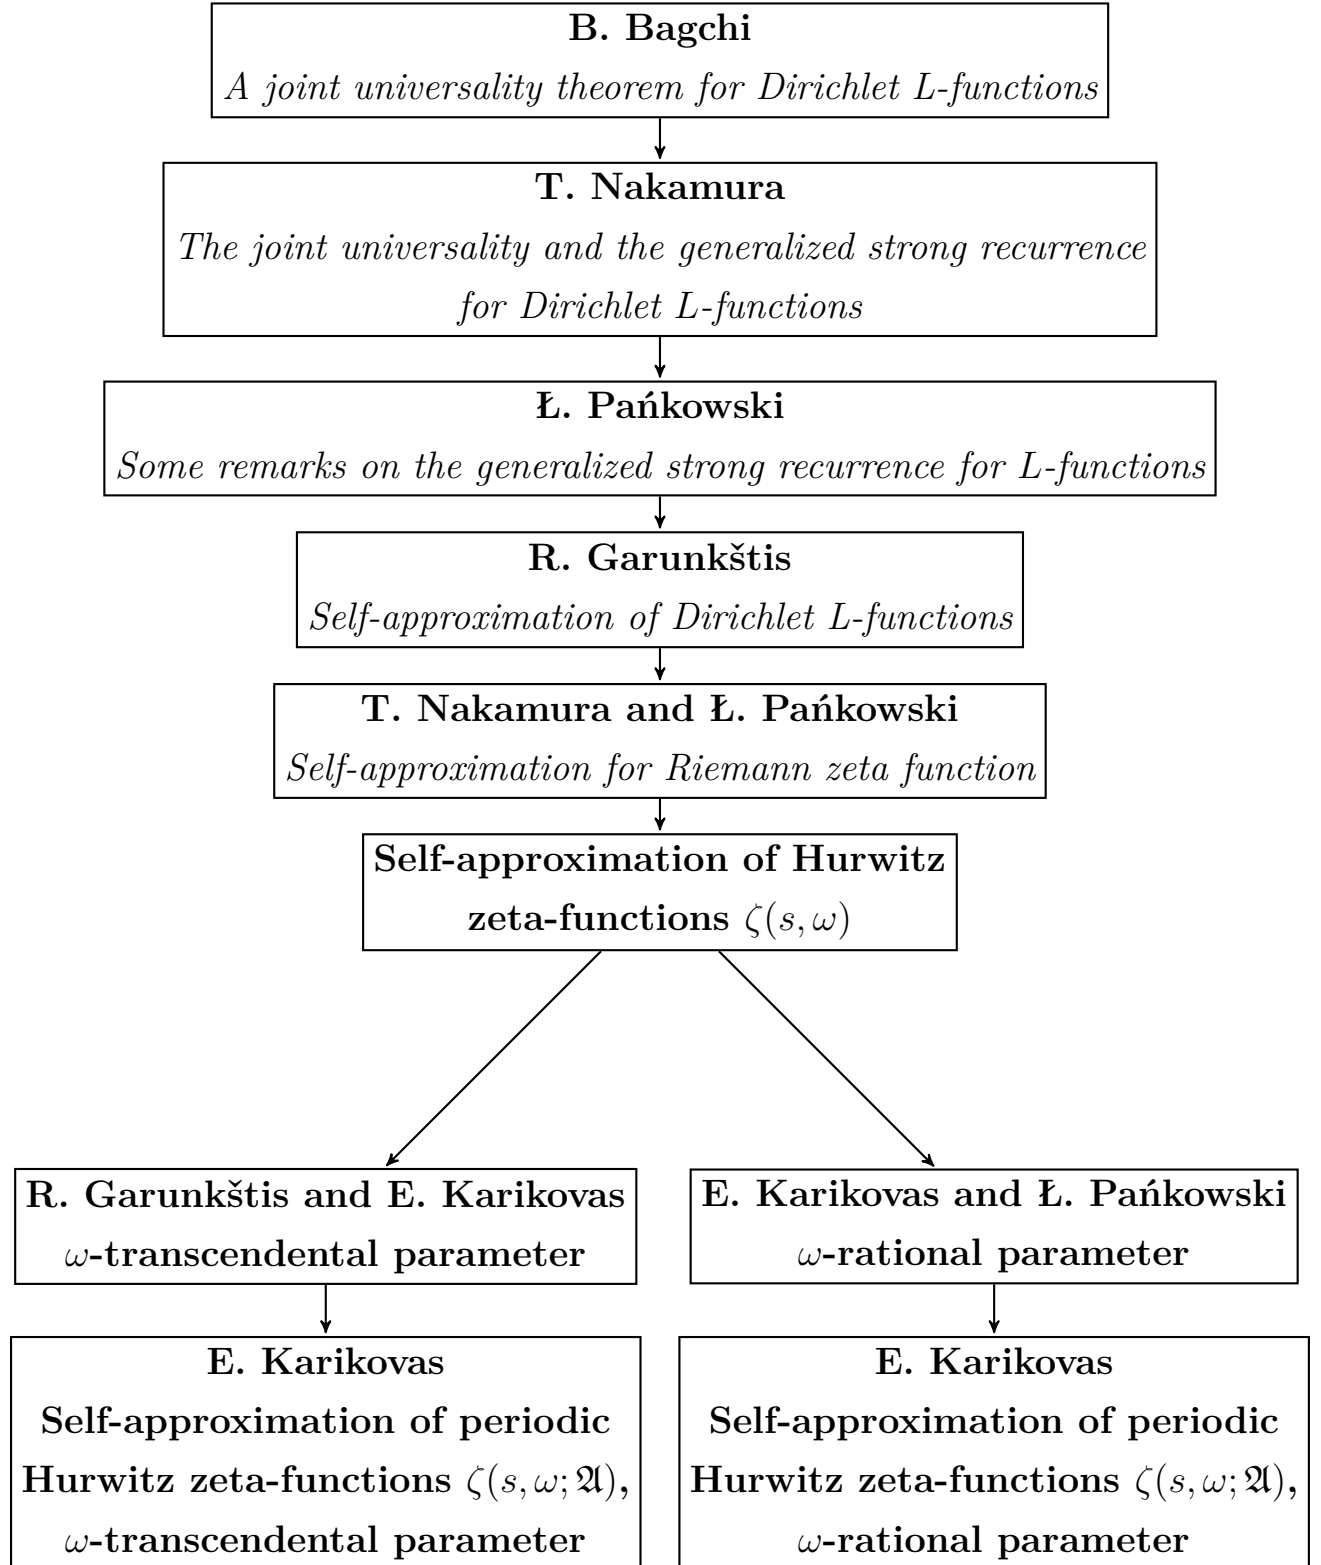 B. Bagchi
A joint universality theorem for Dirichlet L-functions
T. Nakamura
The joint universality and the generalized strong recurrence
for Dirichlet L-functions
Ł. Pańkowski
Some remarks on the generalized strong recurrence for L-functions
R. Garunkštis
Self-approximation of Dirichlet L-functions
T. Nakamura and Ł. Pańkowski
Self-approximation for Riemann zeta function
Self-approximation of Hurwitz
zeta-functions ζ(s, ω)
R. Garunkštis and E. Karikovas
ω-transcendental parameter
E. Karikovas and Ł. Pańkowski
ω-rational parameter
E. Karikovas
Self-approximation of periodic
Hurwitz zeta-functions ζ(s, ω; 𝔄),
ω-transcendental parameter
E. Karikovas
Self-approximation of periodic
Hurwitz zeta-functions ζ(s, ω; 𝔄),
ω-rational parameter